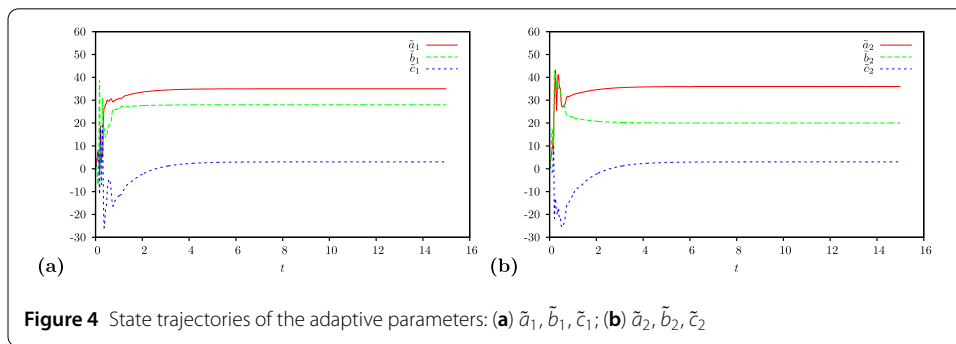 60
50
40
30
20
10
0
-10
-20
-30
0 2 4 6 8 10 12 14 16
t
ã₁
b̃₁
c̃₁
(a)
60
50
40
30
20
10
0
-10
-20
-30
0 2 4 6 8 10 12 14 16
t
ã₂
b̃₂
c̃₂
(b)
Figure 4 State trajectories of the adaptive parameters: (a) ã₁, b̃₁, c̃₁; (b) ã₂, b̃₂, c̃₂